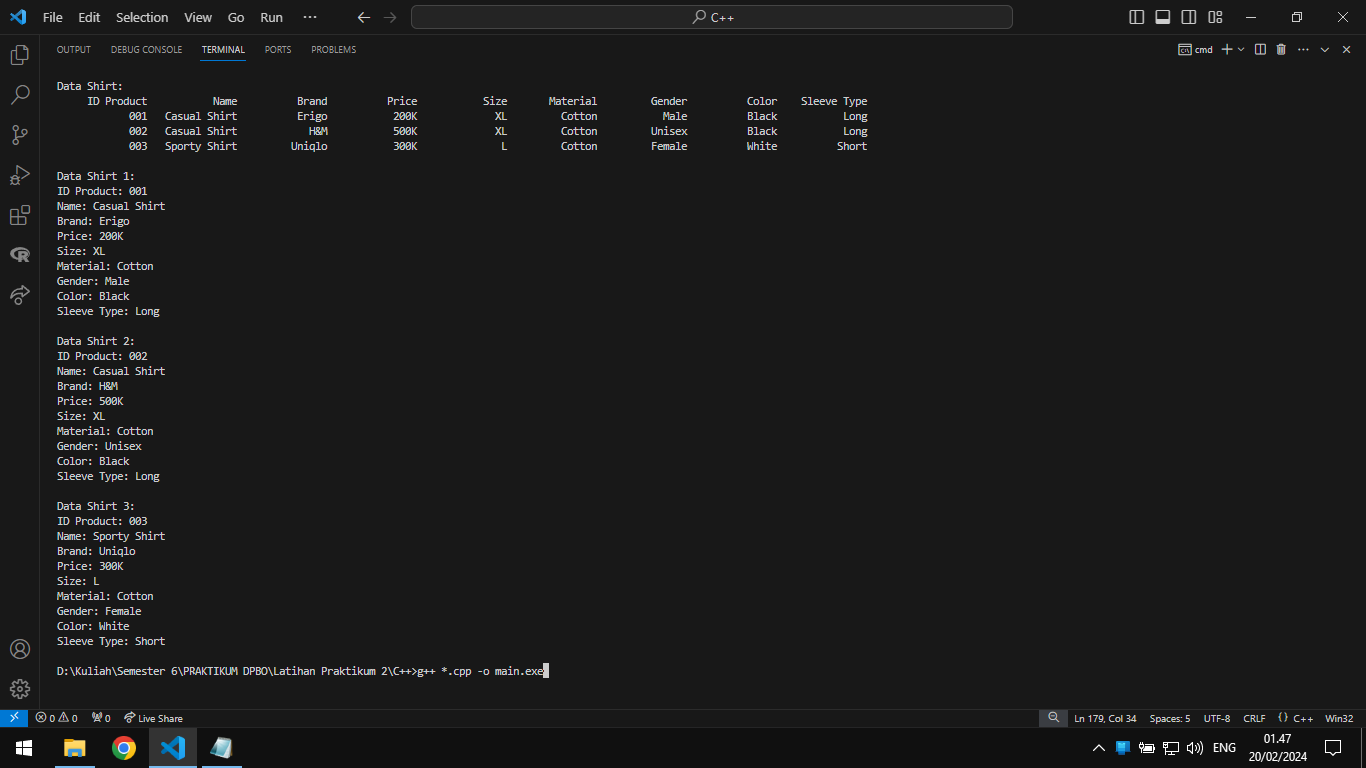 File Edit Selection View Go Run ··· C++
OUTPUT DEBUG CONSOLE TERMINAL PORTS PROBLEMS cmd
Data Shirt:
ID Product Name Brand Price Size Material Gender Color Sleeve Type
001 Casual Shirt Erigo 200K XL Cotton Male Black Long
002 Casual Shirt H&M 500K XL Cotton Unisex Black Long
003 Sporty Shirt Uniqlo 300K L Cotton Female White Short
Data Shirt 1:
ID Product: 001
Name: Casual Shirt
Brand: Erigo
Price: 200K
Size: XL
Material: Cotton
Gender: Male
Color: Black
Sleeve Type: Long
Data Shirt 2:
ID Product: 002
Name: Casual Shirt
Brand: H&M
Price: 500K
Size: XL
Material: Cotton
Gender: Unisex
Color: Black
Sleeve Type: Long
Data Shirt 3:
ID Product: 003
Name: Sporty Shirt
Brand: Uniqlo
Price: 300K
Size: L
Material: Cotton
Gender: Female
Color: White
Sleeve Type: Short
D:\Kuliah\Semester 6\PRAKTIKUM DPBO\Latihan Praktikum 2\C++>g++ *.cpp -o main.exe
0 0 0 Live Share Ln 179, Col 34 Spaces: 5 UTF-8 CRLF {} C++ Win32
ENG 01.47
20/02/2024